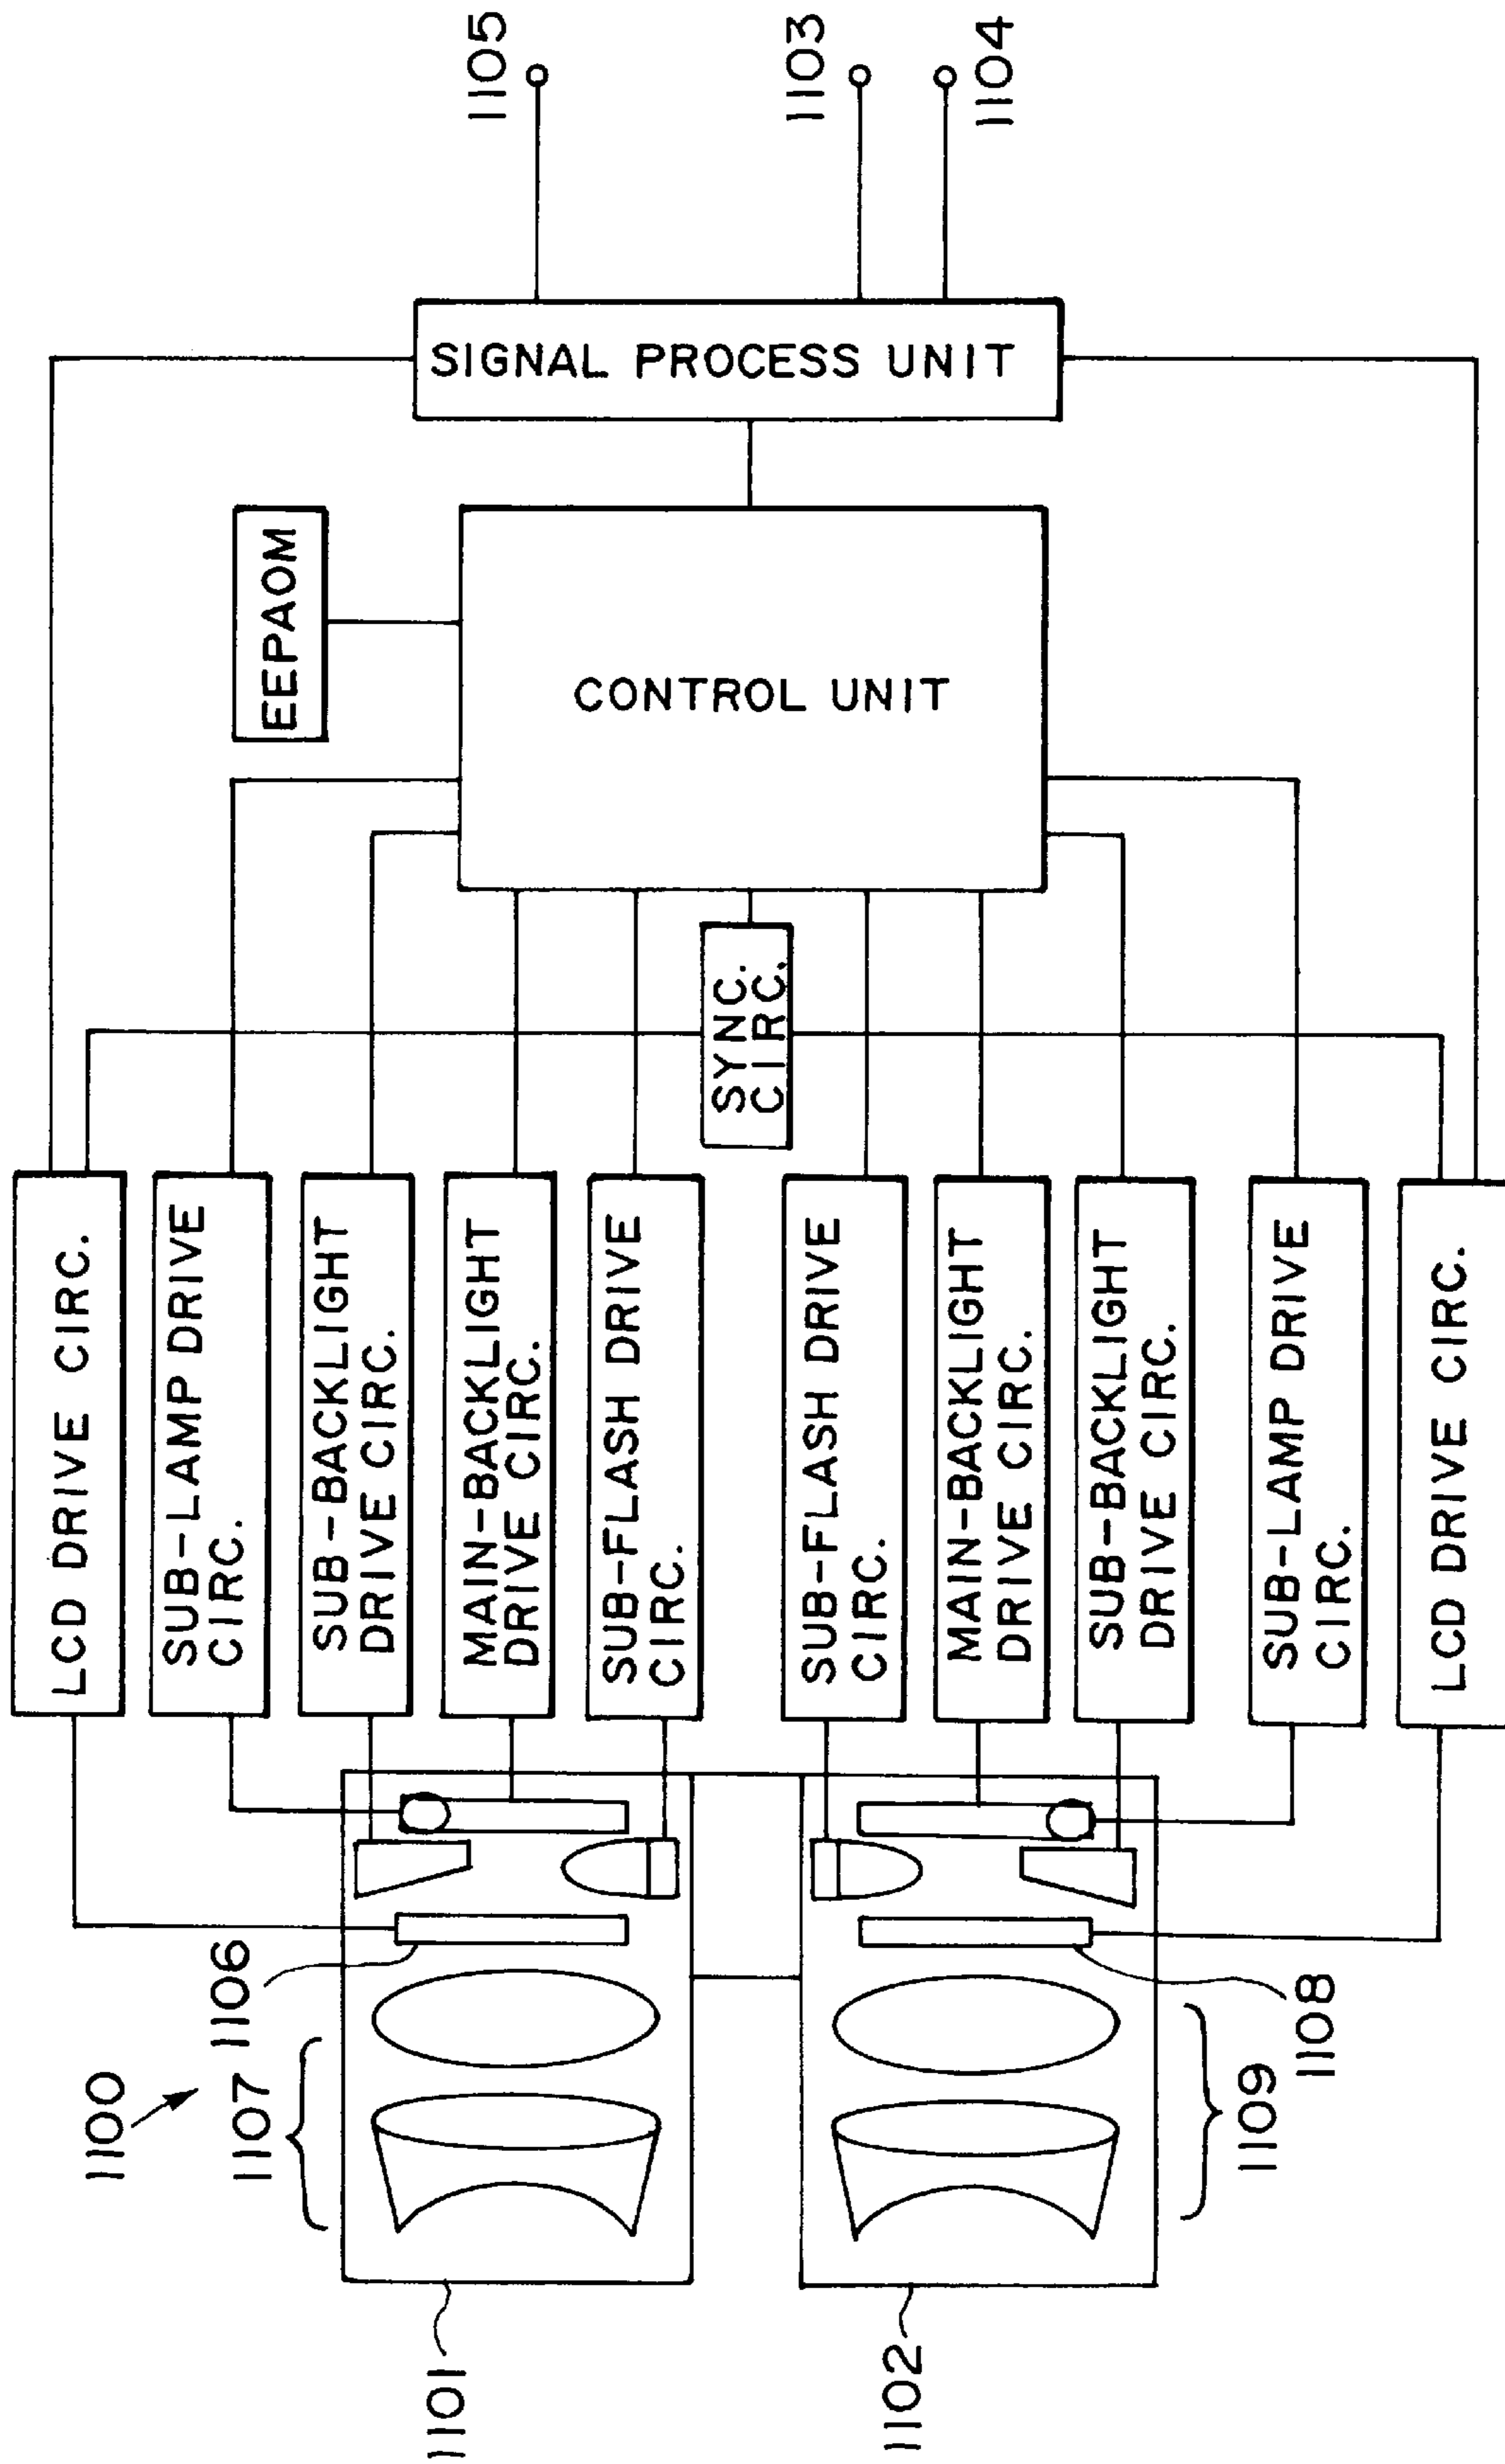 1105
1103
1104
SIGNAL PROCESS UNIT
EEPAOM
CONTROL UNIT
SYNC.
CIRC.
LCD DRIVE CIRC.
SUB-LAMP DRIVE
CIRC.
SUB-BACKLIGHT
DRIVE CIRC.
MAIN-BACKLIGHT
DRIVE CIRC.
SUB-FLASH DRIVE
CIRC.
SUB-FLASH DRIVE
CIRC.
MAIN-BACKLIGHT
DRIVE CIRC.
SUB-BACKLIGHT
DRIVE CIRC.
SUB-LAMP DRIVE
CIRC.
LCD DRIVE CIRC.
1100
1107
1106
1108
1109
1101
1102